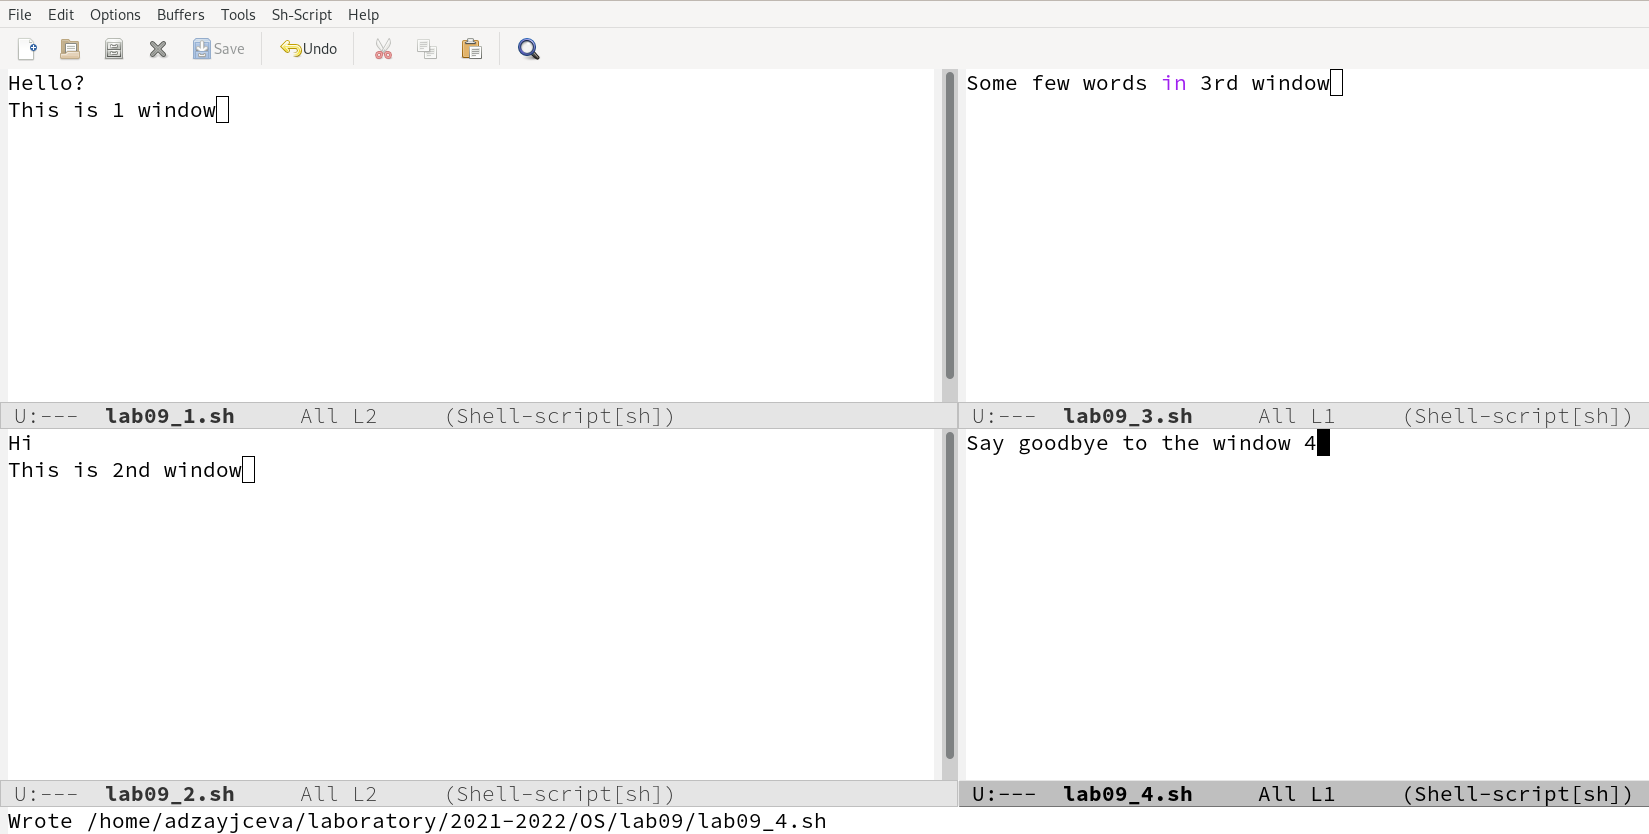 File Edit Options Buffers Tools Sh-Script Help
Save Undo
Hello?
This is 1 window
U:--- lab09_1.sh All L2 (Shell-script[sh])
Hi
This is 2nd window
U:--- lab09_2.sh All L2 (Shell-script[sh])
Some few words in 3rd window
U:--- lab09_3.sh All L1 (Shell-script[sh])
Say goodbye to the window 4
U:--- lab09_4.sh All L1 (Shell-script[sh])
Wrote /home/adzayjceva/laboratory/2021-2022/OS/lab09/lab09_4.sh